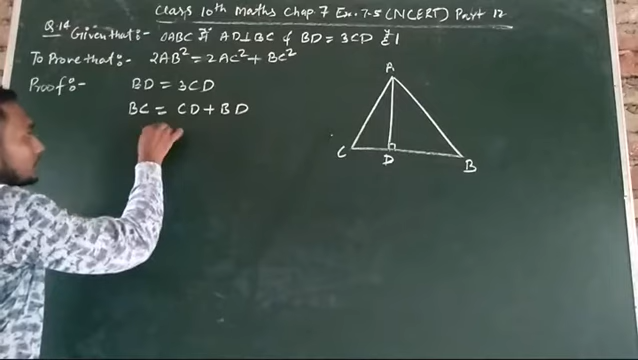 Class 10th Maths Chap.7 Ex.7.5 (NCERT) Part 12
Q.14 Given that:- ΔABC में AD⊥BC & BD = 3CD है।
To Prove that:- 2AB² = 2AC² + BC²
Proof:- BD = 3CD
BC = CD + BD
A
C
D
B